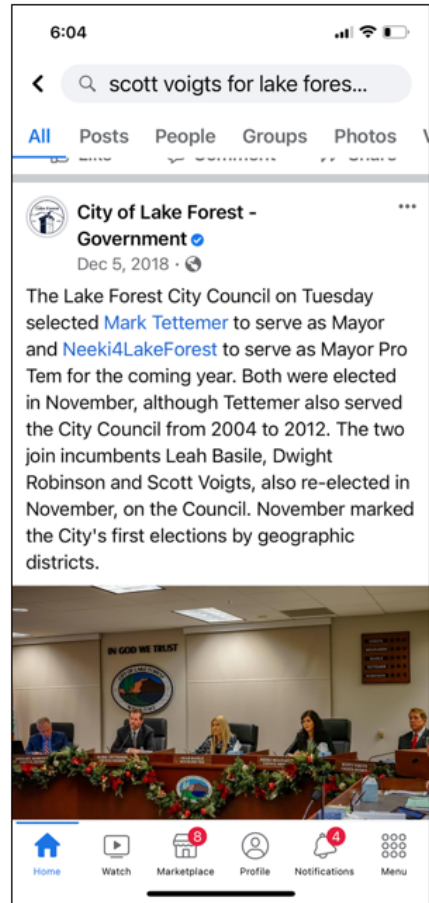 6:04
scott voigts for lake fores...
All Posts People Groups Photos V
Like Comment Share
City of Lake Forest -
Government
Dec 5, 2018 ·
The Lake Forest City Council on Tuesday
selected Mark Tettemer to serve as Mayor
and Neeki4LakeForest to serve as Mayor Pro
Tem for the coming year. Both were elected
in November, although Tettemer also served
the City Council from 2004 to 2012. The two
join incumbents Leah Basile, Dwight
Robinson and Scott Voigts, also re-elected in
November, on the Council. November marked
the City's first elections by geographic
districts.
IN GOD WE TRUST
8 4
Home Watch Marketplace Profile Notifications Menu